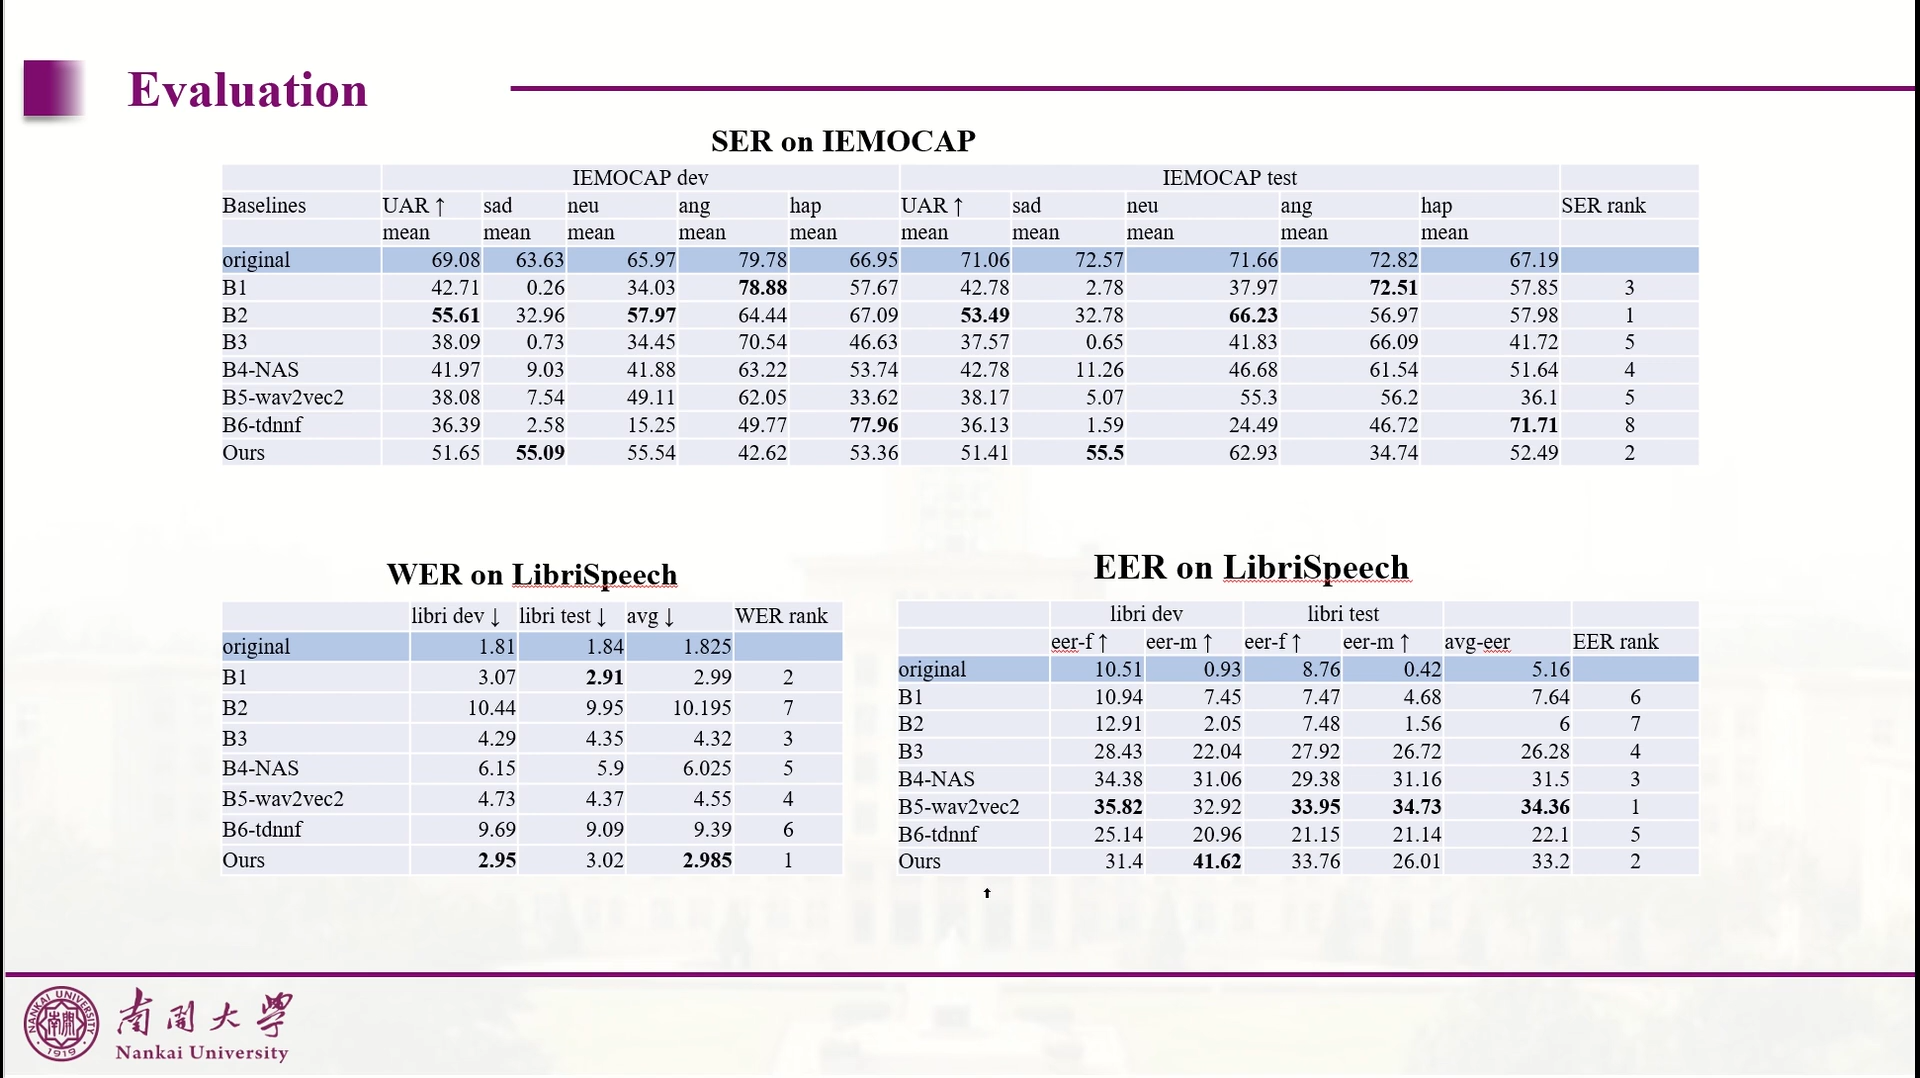 Evaluation
SER on IEMOCAP
IEMOCAP dev IEMOCAP test
Baselines UAR ↑ sad neu ang hap UAR ↑ sad neu ang hap SER rank
mean mean mean mean mean mean mean mean mean mean
original 69.08 63.63 65.97 79.78 66.95 71.06 72.57 71.66 72.82 67.19
B1 42.71 0.26 34.03 78.88 57.67 42.78 2.78 37.97 72.51 57.85 3
B2 55.61 32.96 57.97 64.44 67.09 53.49 32.78 66.23 56.97 57.98 1
B3 38.09 0.73 34.45 70.54 46.63 37.57 0.65 41.83 66.09 41.72 5
B4-NAS 41.97 9.03 41.88 63.22 53.74 42.78 11.26 46.68 61.54 51.64 4
B5-wav2vec2 38.08 7.54 49.11 62.05 33.62 38.17 5.07 55.3 56.2 36.1 5
B6-tdnnf 36.39 2.58 15.25 49.77 77.96 36.13 1.59 24.49 46.72 71.71 8
Ours 51.65 55.09 55.54 42.62 53.36 51.41 55.5 62.93 34.74 52.49 2
WER on LibriSpeech
libri dev ↓ libri test ↓ avg ↓ WER rank
original 1.81 1.84 1.825
B1 3.07 2.91 2.99 2
B2 10.44 9.95 10.195 7
B3 4.29 4.35 4.32 3
B4-NAS 6.15 5.9 6.025 5
B5-wav2vec2 4.73 4.37 4.55 4
B6-tdnnf 9.69 9.09 9.39 6
Ours 2.95 3.02 2.985 1
EER on LibriSpeech
libri dev libri test
eer-f ↑ eer-m ↑ eer-f ↑ eer-m ↑ avg-eer EER rank
original 10.51 0.93 8.76 0.42 5.16
B1 10.94 7.45 7.47 4.68 7.64 6
B2 12.91 2.05 7.48 1.56 6 7
B3 28.43 22.04 27.92 26.72 26.28 4
B4-NAS 34.38 31.06 29.38 31.16 31.5 3
B5-wav2vec2 35.82 32.92 33.95 34.73 34.36 1
B6-tdnnf 25.14 20.96 21.15 21.14 22.1 5
Ours 31.4 41.62 33.76 26.01 33.2 2
NANKAI UNIVERSITY
南開
1919
南開大學
Nankai University